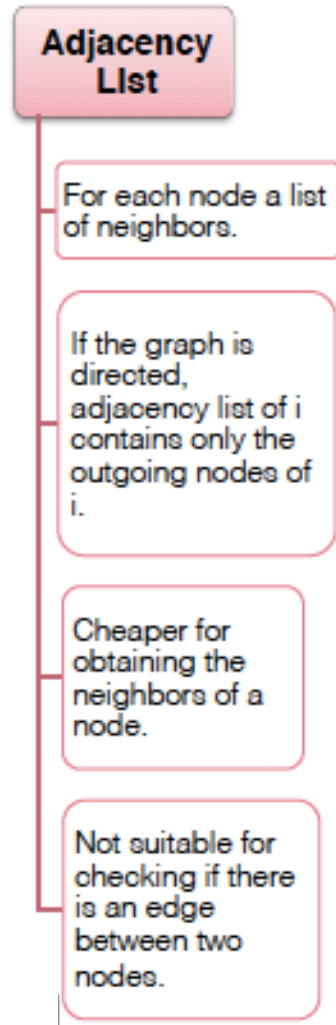 Adjacency
LIst
For each node a list
of neighbors.
If the graph is
directed,
adjacency list of i
contains only the
outgoing nodes of
i.
Cheaper for
obtaining the
neighbors of a
node.
Not suitable for
checking if there
is an edge
between two
nodes.